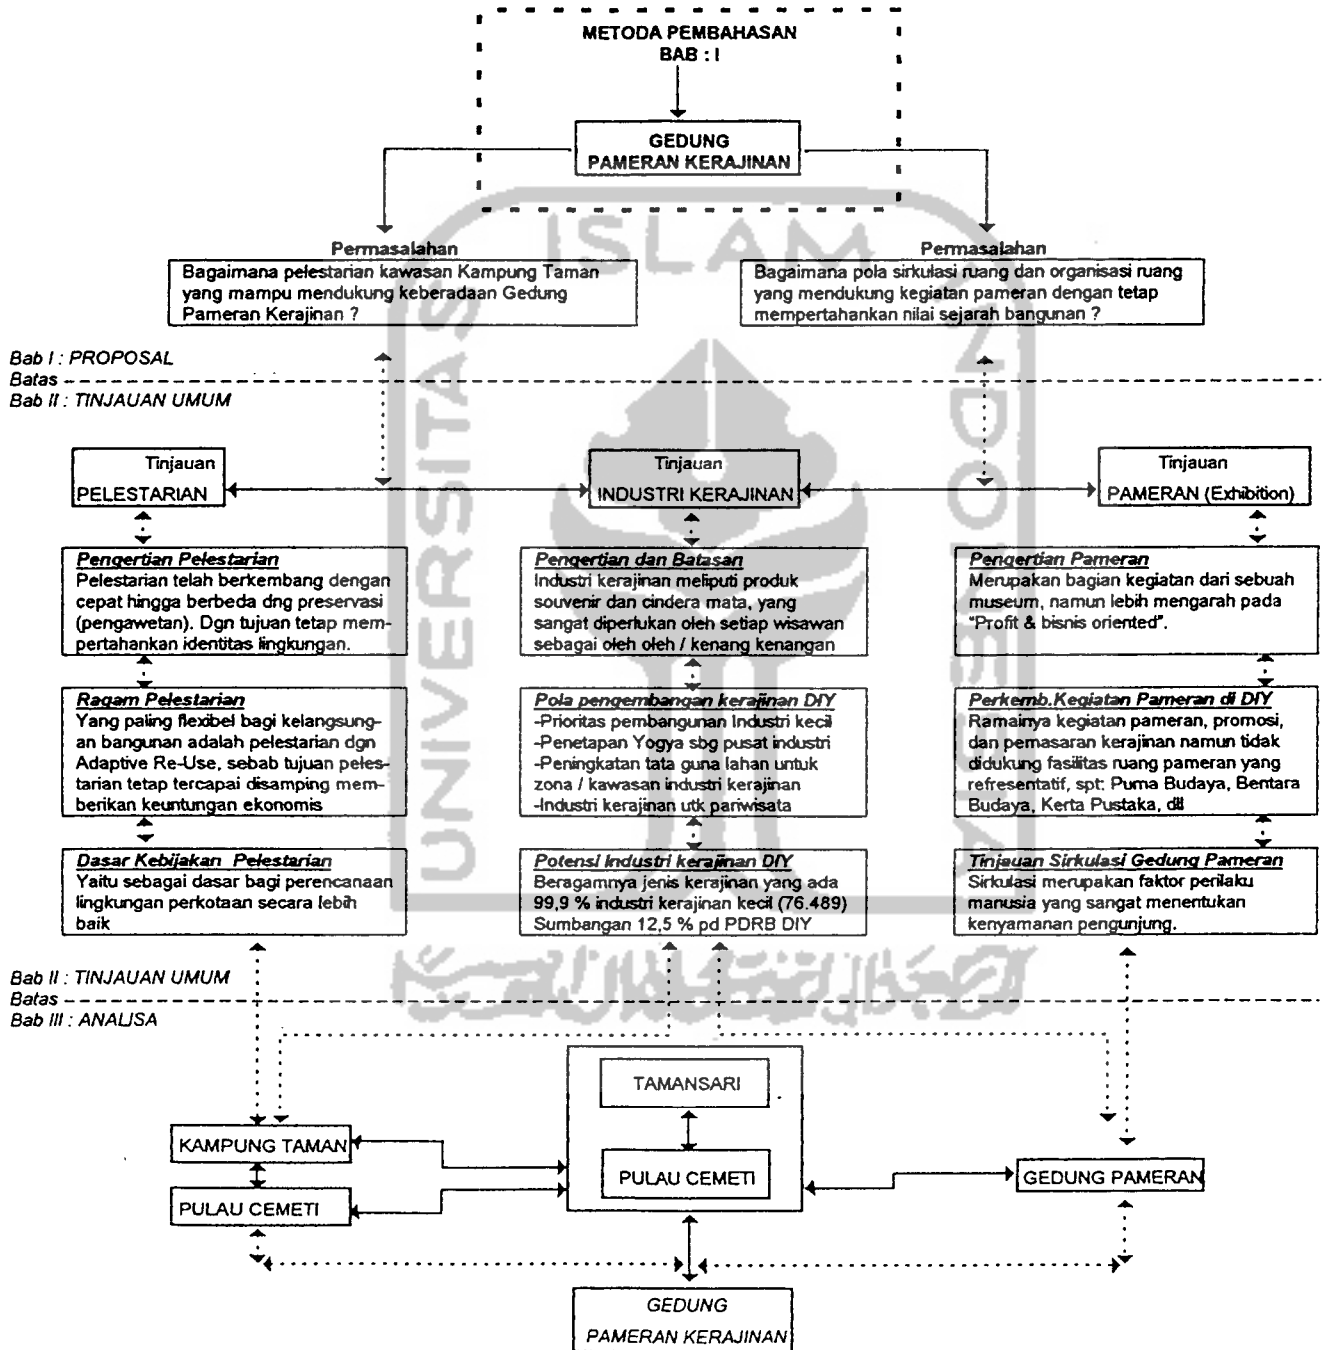 METODA PEMBAHASAN
BAB : I
GEDUNG
PAMERAN KERAJINAN
Permasalahan
Bagaimana pelestarian kawasan Kampung Taman
yang mampu mendukung keberadaan Gedung
Pameran Kerajinan ?
Permasalahan
Bagaimana pola sirkulasi ruang dan organisasi ruang
yang mendukung kegiatan pameran dengan tetap
mempertahankan nilai sejarah bangunan ?
Bab I : PROPOSAL
Batas
Bab II : TINJAUAN UMUM
Tinjauan
PELESTARIAN
Tinjauan
INDUSTRI KERAJINAN
Tinjauan
PAMERAN (Exhibition)
Pengertian Pelestarian
Pelestarian telah berkembang dengan
cepat hingga berbeda dng preservasi
(pengawetan). Dgn tujuan tetap mem-
pertahankan identitas lingkungan.
Pengertian dan Batasan
Industri kerajinan meliputi produk
souvenir dan cindera mata, yang
sangat diperlukan oleh setiap wisawan
sebagai oleh oleh / kenang kenangan
Pengertian Pameran
Merupakan bagian kegiatan dari sebuah
museum, namun lebih mengarah pada
"Profit & bisnis oriented".
Ragam Pelestarian
Yang paling flexibel bagi kelangsung-
an bangunan adalah pelestarian dgn
Adaptive Re-Use, sebab tujuan peles-
tarian tetap tercapai disamping mem-
berikan keuntungan ekonomis
Pola pengembangan kerajinan DIY
-Prioritas pembangunan Industri kecil
-Penetapan Yogya sbg pusat industri
-Peningkatan tata guna lahan untuk
zona / kawasan industri kerajinan
-Industri kerajinan utk pariwisata
Perkemb.Kegiatan Pameran di DIY
Ramainya kegiatan pameran, promosi,
dan pemasaran kerajinan namun tidak
didukung fasilitas ruang pameran yang
refresentatif, spt: Purna Budaya, Bentara
Budaya, Kerta Pustaka, dll
Dasar Kebijakan Pelestarian
Yaitu sebagai dasar bagi perencanaan
lingkungan perkotaan secara lebih
baik
Potensi Industri kerajinan DIY
Beragamnya jenis kerajinan yang ada
99,9 % industri kerajinan kecil (76.489)
Sumbangan 12,5 % pd PDRB DIY
Tinjauan Sirkulasi Gedung Pameran
Sirkulasi merupakan faktor perilaku
manusia yang sangat menentukan
kenyamanan pengunjung.
Bab II : TINJAUAN UMUM
Batas
Bab III : ANALISA
TAMANSARI
PULAU CEMETI
KAMPUNG TAMAN
PULAU CEMETI
GEDUNG PAMERAN
GEDUNG
PAMERAN KERAJINAN
UNIVERSITAS
ISLAM
INDONESIA